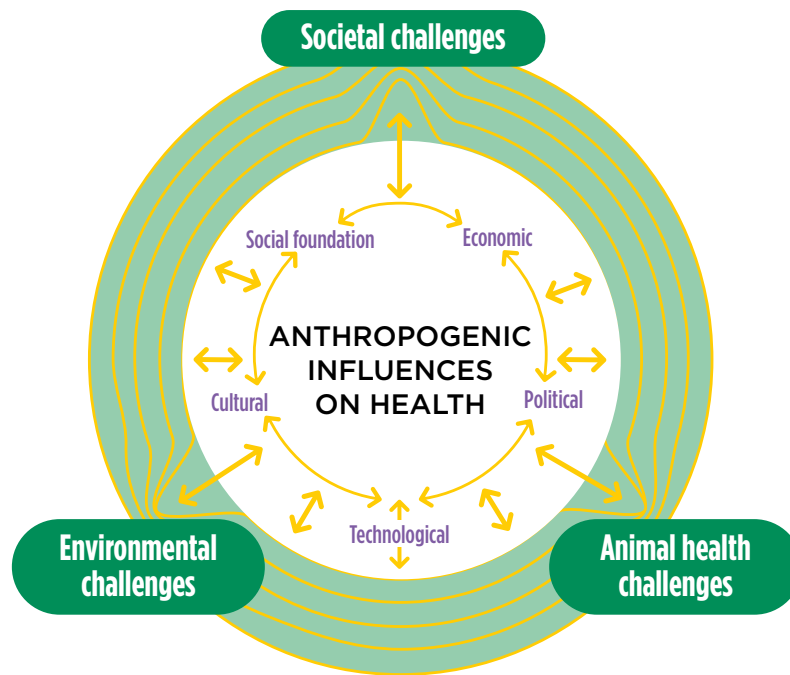 Societal challenges
Social foundation
Economic
ANTHROPOGENIC
INFLUENCES
ON HEALTH
Cultural
Political
Technological
Environmental
challenges
Animal health
challenges